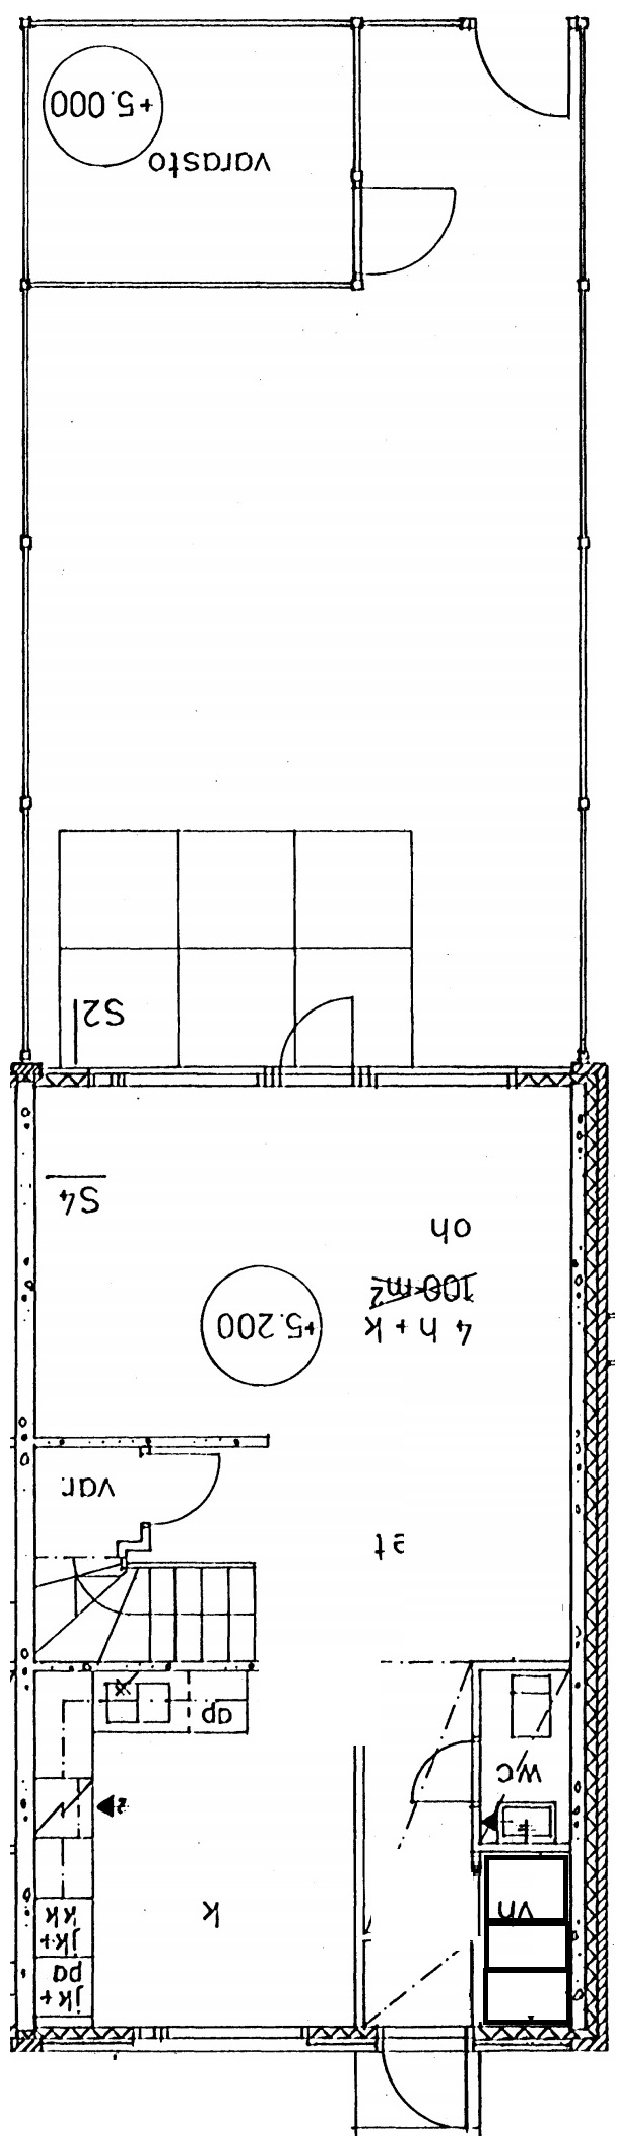 jk+
pa
jk+
kk
vh
k
WC
ap
et
var.
4 h + k
100 m²
oh
+5.200
S4
S2
varasto
+5.000